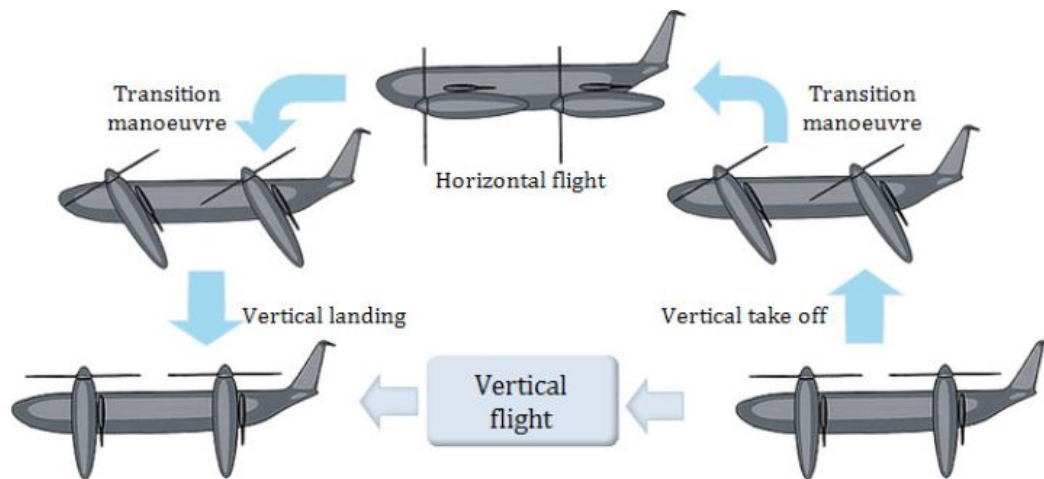 Transition
manoeuvre
Transition
manoeuvre
Horizontal flight
Vertical landing
Vertical take off
Vertical
flight